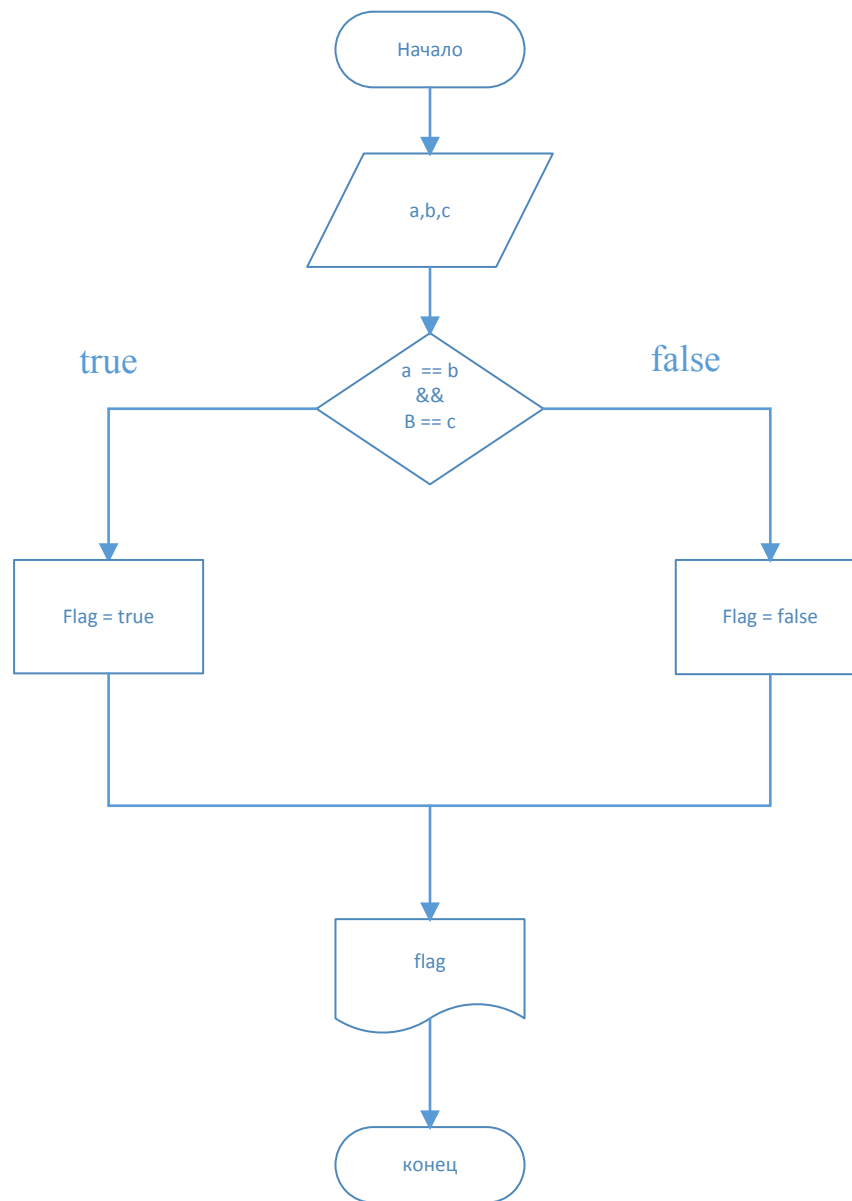 Начало
a,b,c
true
false
a == b
&&
B == c
Flag = true
Flag = false
flag
конец